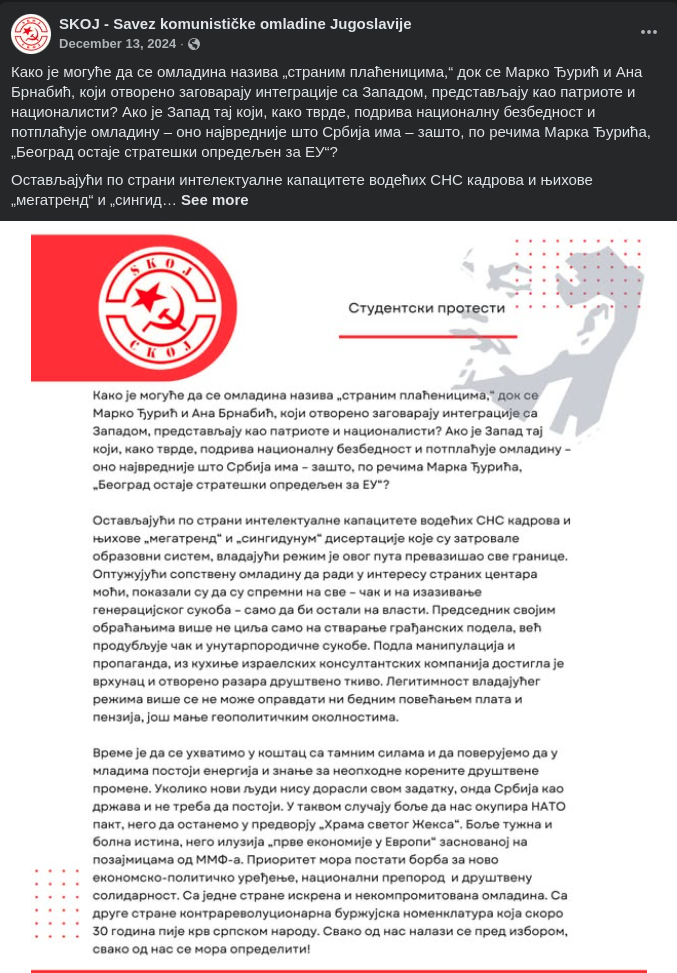 SKOJ - Savez komunističke omladine Jugoslavije
December 13, 2024 ·
Како је могуће да се омладина назива „страним плаћеницима,“ док се Марко Ђурић и Ана
Брнабић, који отворено заговарају интеграције са Западом, представљају као патриоте и
националисти? Ако је Запад тај који, како тврде, подрива националну безбедност и
потплаћује омладину – оно највредније што Србија има – зашто, по речима Марка Ђурића,
„Београд остаје стратешки опредељен за ЕУ“?
Остављајући по страни интелектуалне капацитете водећих СНС кадрова и њихове
„мегатренд“ и „сингид… See more
SKOJ
СКОЈ
Студентски протести
Како је могуће да се омладина назива „страним плаћеницима,“ док се
Марко Ђурић и Ана Брнабић, који отворено заговарају интеграције са
Западом, представљају као патриоте и националисти? Ако је Запад тај
који, како тврде, подрива националну безбедност и потплаћује омладину –
оно највредније што Србија има – зашто, по речима Марка Ђурића,
„Београд остаје стратешки опредељен за ЕУ“?
Остављајући по страни интелектуалне капацитете водећих СНС кадрова и
њихове „мегатренд“ и „сингидунум“ дисертације које су затровале
образовни систем, владајући режим је овог пута превазишао све границе.
Оптужујући сопствену омладину да ради у интересу страних центара
моћи, показали су да су спремни на све – чак и на изазивање
генерацијског сукоба – само да би остали на власти. Председник својим
обраћањима више не циља само на стварање грађанских подела, већ
продубљује чак и унутарпородичне сукобе. Подла манипулација и
пропаганда, из кухиње израелских консултантских компанија достигла је
врхунац и отворено разара друштвено ткиво. Легитимност владајућег
режима више се не може оправдати ни бедним повећањем плата и
пензија, још мање геополитичким околностима.
Време је да се ухватимо у коштац са тамним силама и да поверујемо да у
младима постоји енергија и знање за неопходне корените друштвене
промене. Уколико нови људи нису дорасли свом задатку, онда Србија као
држава и не треба да постоји. У таквом случају боље да нас окупира НАТО
пакт, него да останемо у предворју „Храма светог Жекса“. Боље тужна и
болна истина, него илузија „прве економије у Европи“ заснованој на
позајмицама од ММФ-а. Приоритет мора постати борба за ново
економско-политичко уређење, национални препород и друштвену
солидарност. Са једне стране искрена и некомпромитована омладина. Са
друге стране контрареволуционарна буржујска номенклатура која скоро
30 година пије крв српском народу. Свако од нас налази се пред избором,
свако од нас се мора определити!